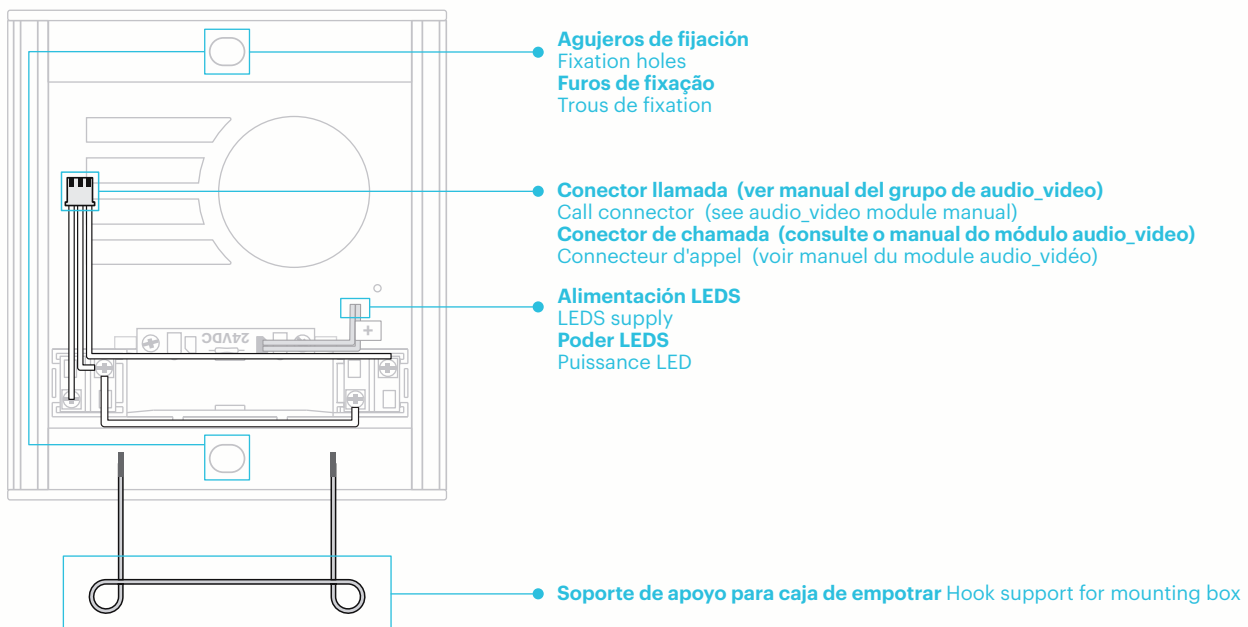 Agujeros de fijación
Fixation holes
Furos de fixação
Trous de fixation
Conector llamada (ver manual del grupo de audio_video)
Call connector (see audio_video module manual)
Conector de chamada (consulte o manual do módulo audio_video)
Connecteur d'appel (voir manuel du module audio_vidéo)
Alimentación LEDS
LEDS supply
Poder LEDS
Puissance LED
24VDC
+
Soporte de apoyo para caja de empotrar Hook support for mounting box